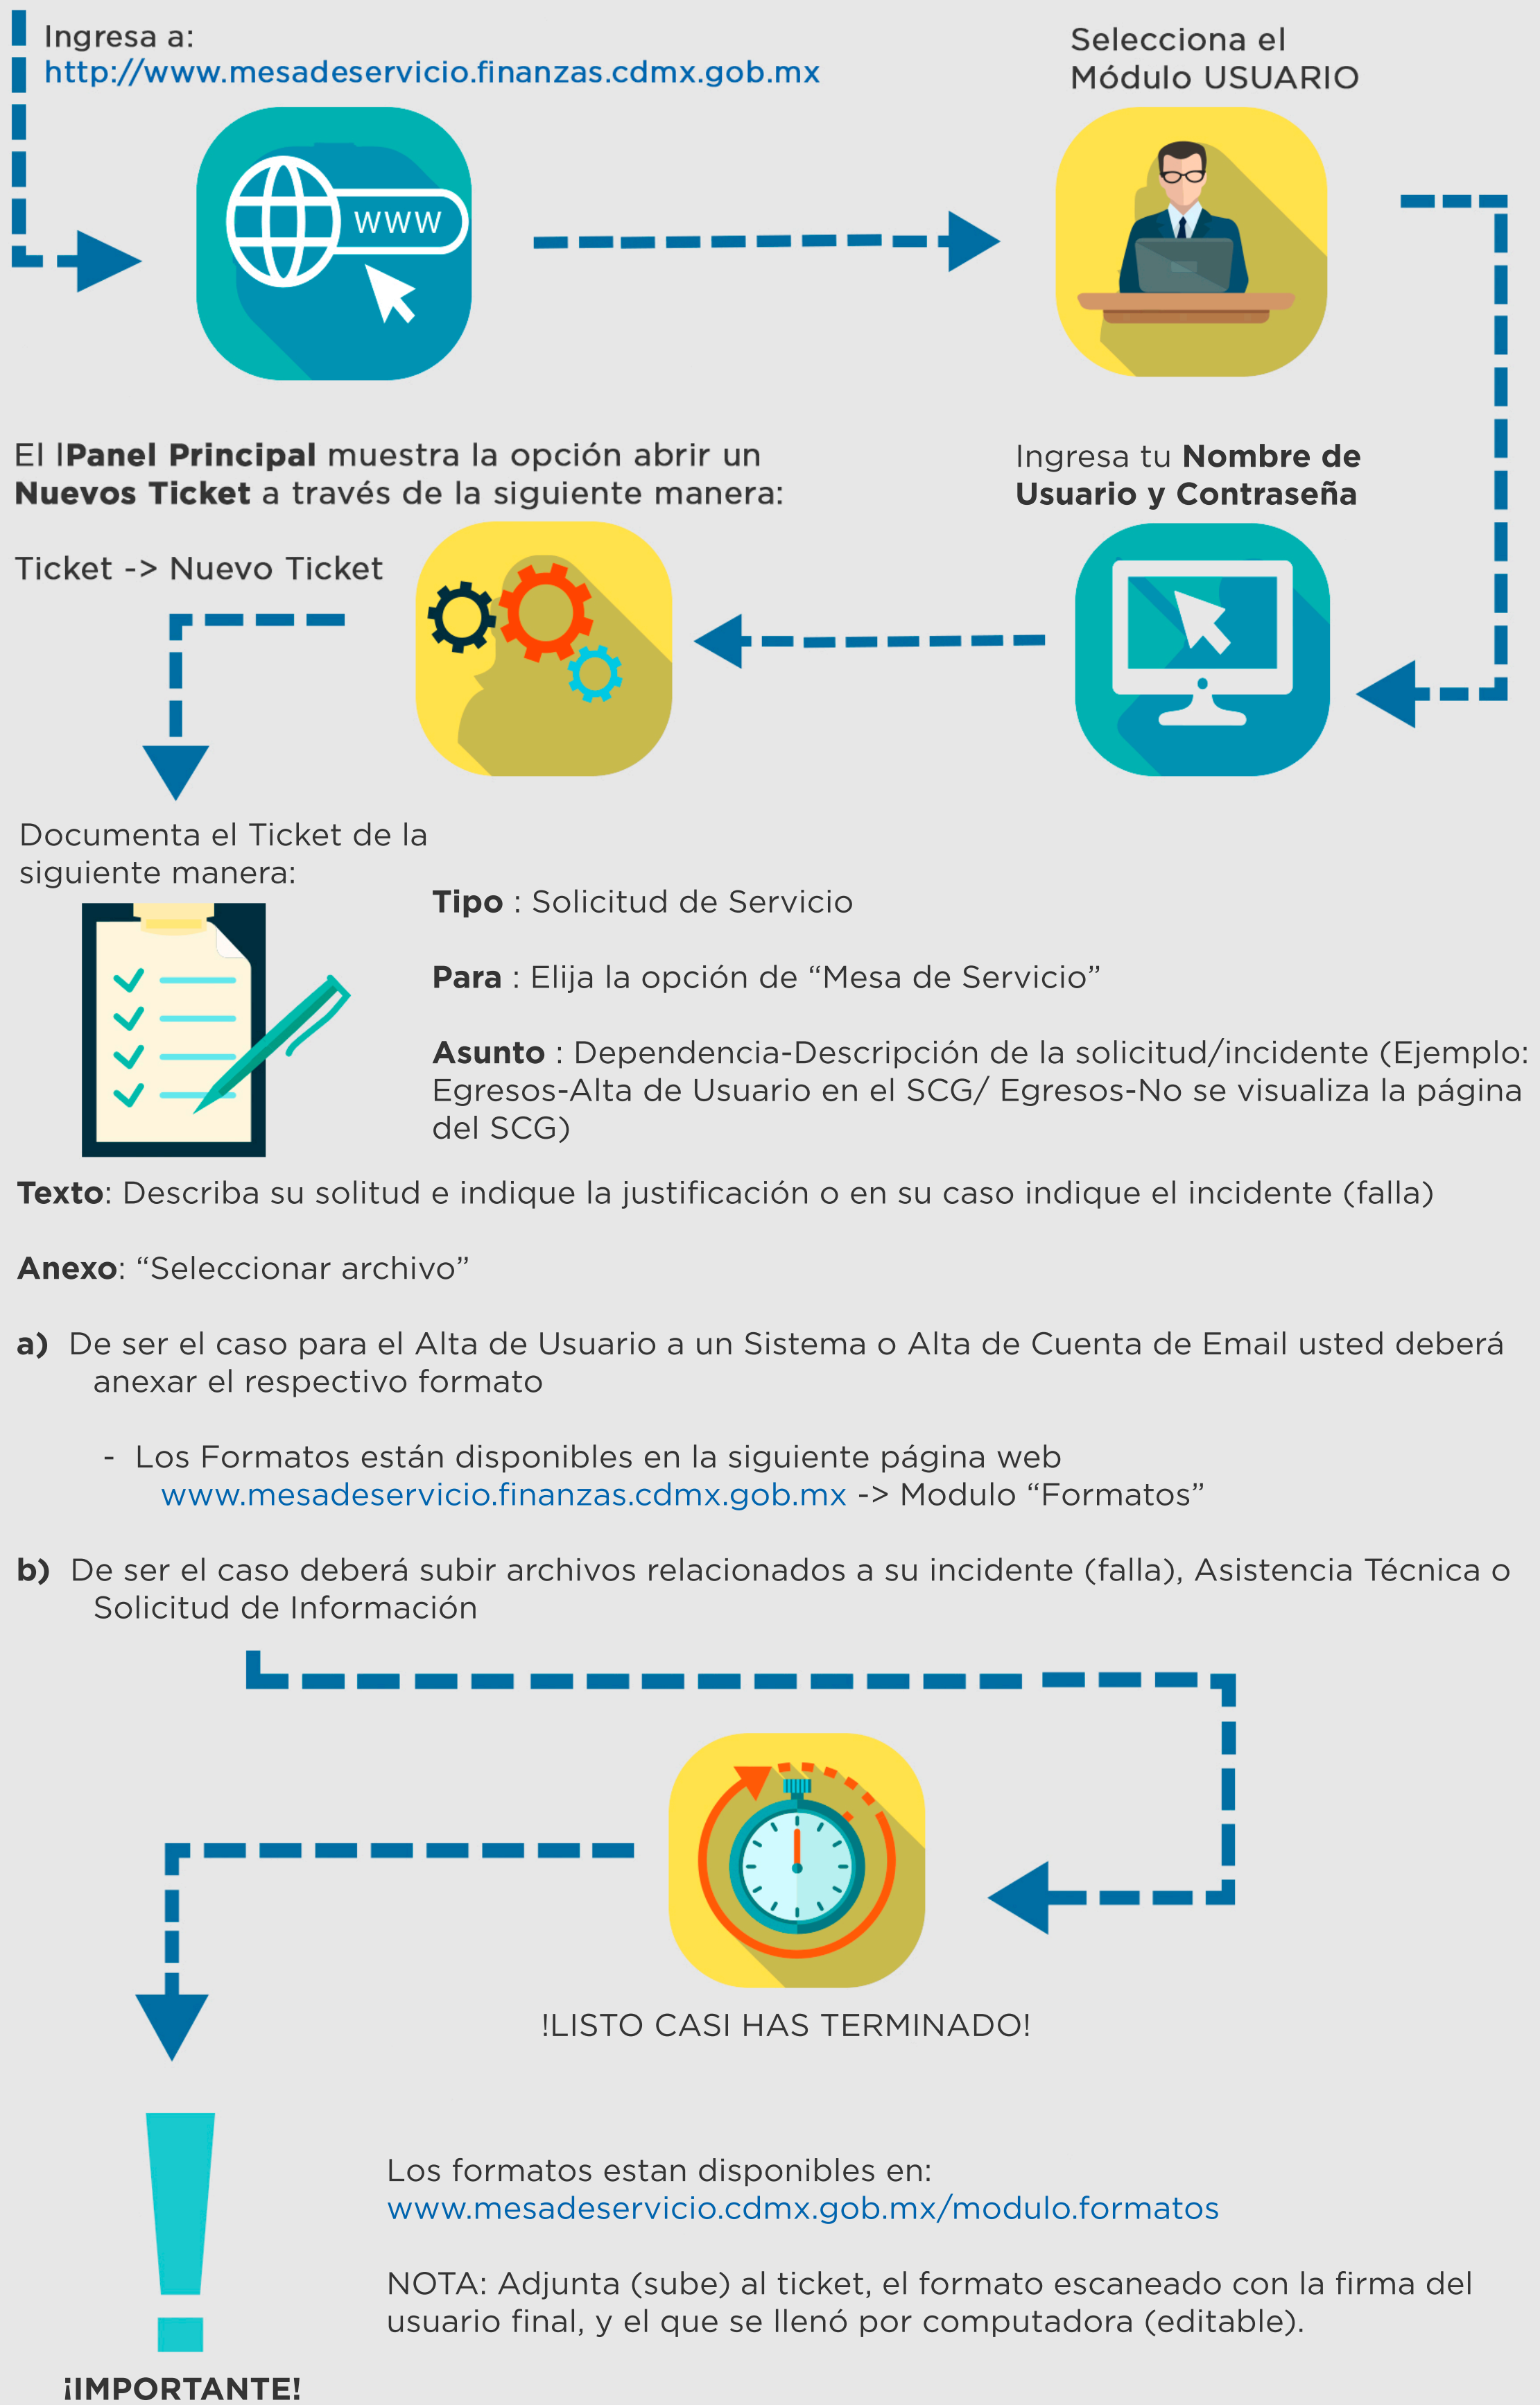 Ingresa a:
http://www.mesadeservicio.finanzas.cdmx.gob.mx
Selecciona el
Módulo USUARIO
WWW
Ingresa tu Nombre de
Usuario y Contraseña
El lPanel Principal muestra la opción abrir un
Nuevos Ticket a través de la siguiente manera:
Ticket -> Nuevo Ticket
Documenta el Ticket de la
siguiente manera:
Tipo : Solicitud de Servicio
Para : Elija la opción de “Mesa de Servicio”
Asunto : Dependencia-Descripción de la solicitud/incidente (Ejemplo:
Egresos-Alta de Usuario en el SCG/ Egresos-No se visualiza la página
del SCG)
Texto: Describa su solitud e indique la justificación o en su caso indique el incidente (falla)
Anexo: “Seleccionar archivo”
a) De ser el caso para el Alta de Usuario a un Sistema o Alta de Cuenta de Email usted deberá
anexar el respectivo formato
- Los Formatos están disponibles en la siguiente página web
www.mesadeservicio.finanzas.cdmx.gob.mx -> Modulo “Formatos”
b) De ser el caso deberá subir archivos relacionados a su incidente (falla), Asistencia Técnica o
Solicitud de Información
!LISTO CASI HAS TERMINADO!
Los formatos estan disponibles en:
www.mesadeservicio.cdmx.gob.mx/modulo.formatos
NOTA: Adjunta (sube) al ticket, el formato escaneado con la firma del
usuario final, y el que se llenó por computadora (editable).
!
¡IMPORTANTE!